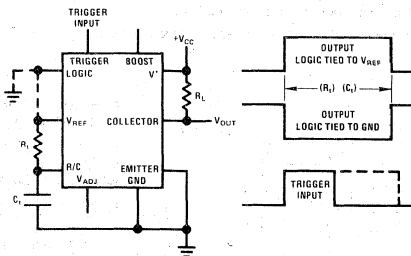 TRIGGER
INPUT
+VCC
TRIGGER
LOGIC
BOOST
V+
RL
VREF
COLLECTOR
VOUT
Rt
R/C
VADJ
EMITTER
GND
Ct
OUTPUT
LOGIC TIED TO VREF
(Rt) (Ct)
OUTPUT
LOGIC TIED TO GND
TRIGGER
INPUT